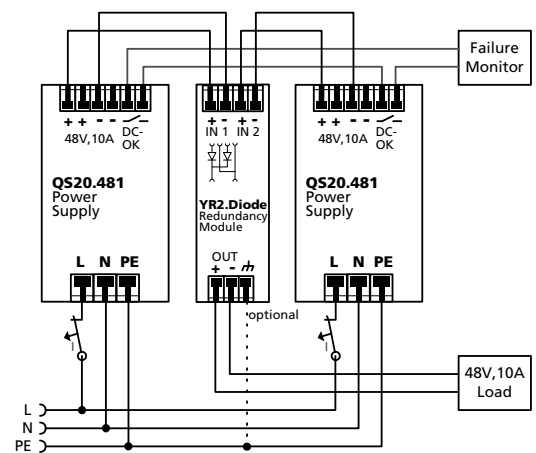 Failure
Monitor
+ + - -
48V,10A
DC-
OK
QS20.481
Power
Supply
L N PE
+ - + -
IN 1 IN 2
YR2.Diode
Redundancy
Module
OUT
+ -
optional
+ + - -
48V,10A
DC-
OK
QS20.481
Power
Supply
L N PE
I
I
48V,10A
Load
L
N
PE